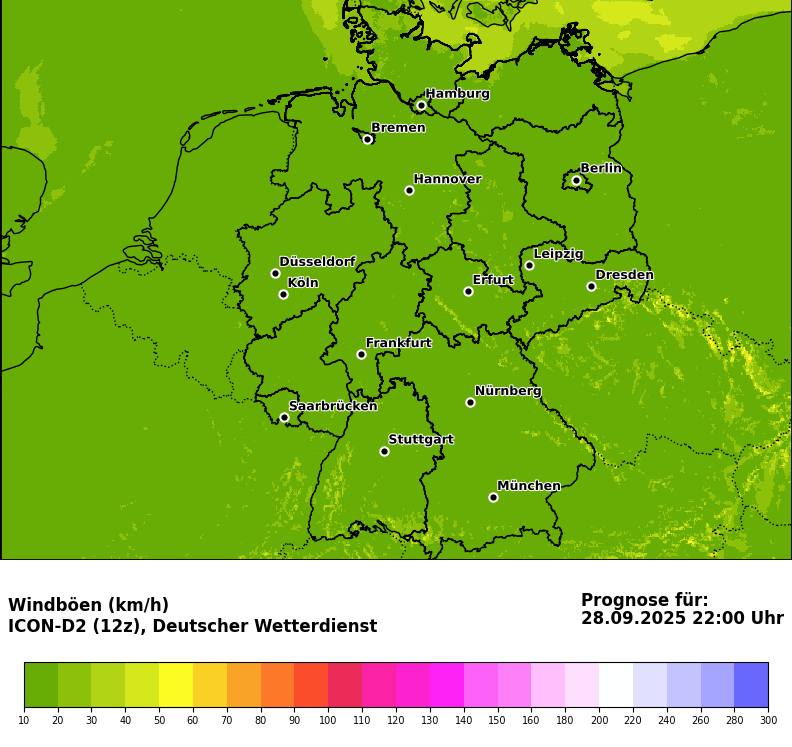 Hamburg
Bremen
Berlin
Hannover
Leipzig
Düsseldorf
Dresden
Köln
Erfurt
Frankfurt
Nürnberg
Saarbrücken
Stuttgart
München
Windböen (km/h)
ICON-D2 (12z), Deutscher Wetterdienst
Prognose für:
28.09.2025 22:00 Uhr
10 20 30 40 50 60 70 80 90 100 110 120 130 140 150 160 180 200 220 240 260 280 300